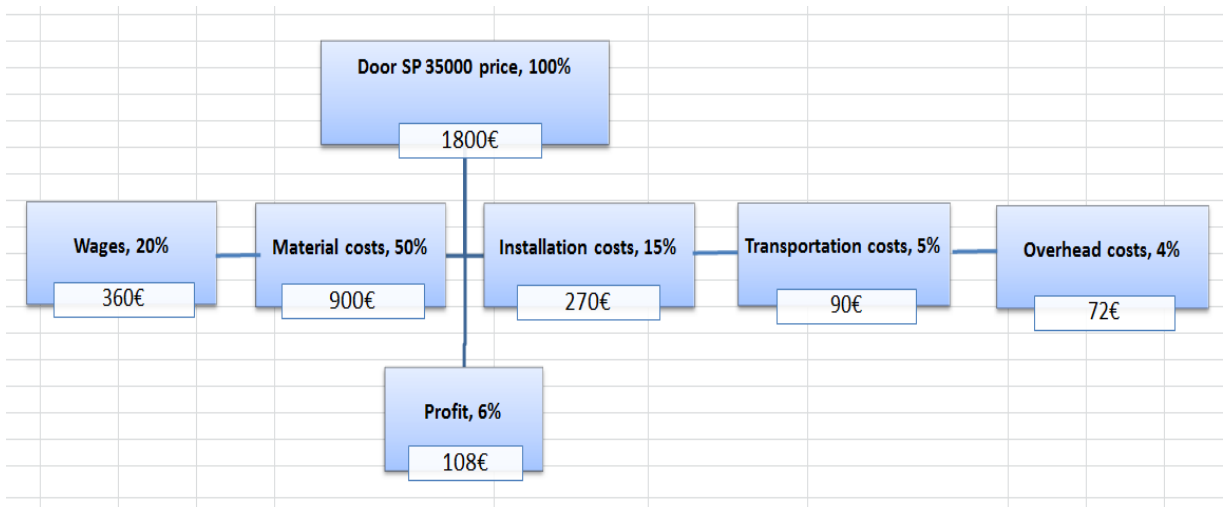 Door SP 35000 price, 100%
1800€
Wages, 20%
360€
Material costs, 50%
900€
Installation costs, 15%
270€
Transportation costs, 5%
90€
Overhead costs, 4%
72€
Profit, 6%
108€